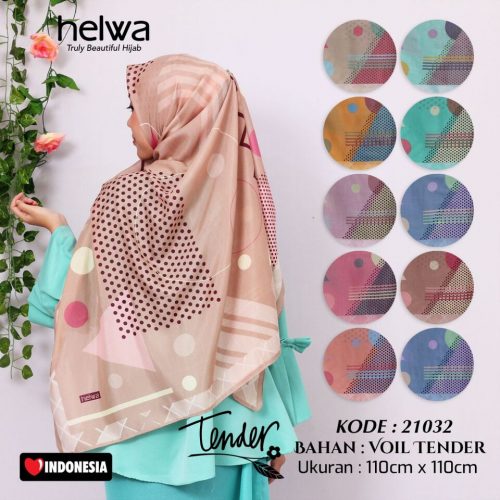 helwa
Truly Beautiful Hijab
helwa
INDONESIA
Tender
KODE : 21032
BAHAN : VOIL TENDER
Ukuran : 110cm x 110cm